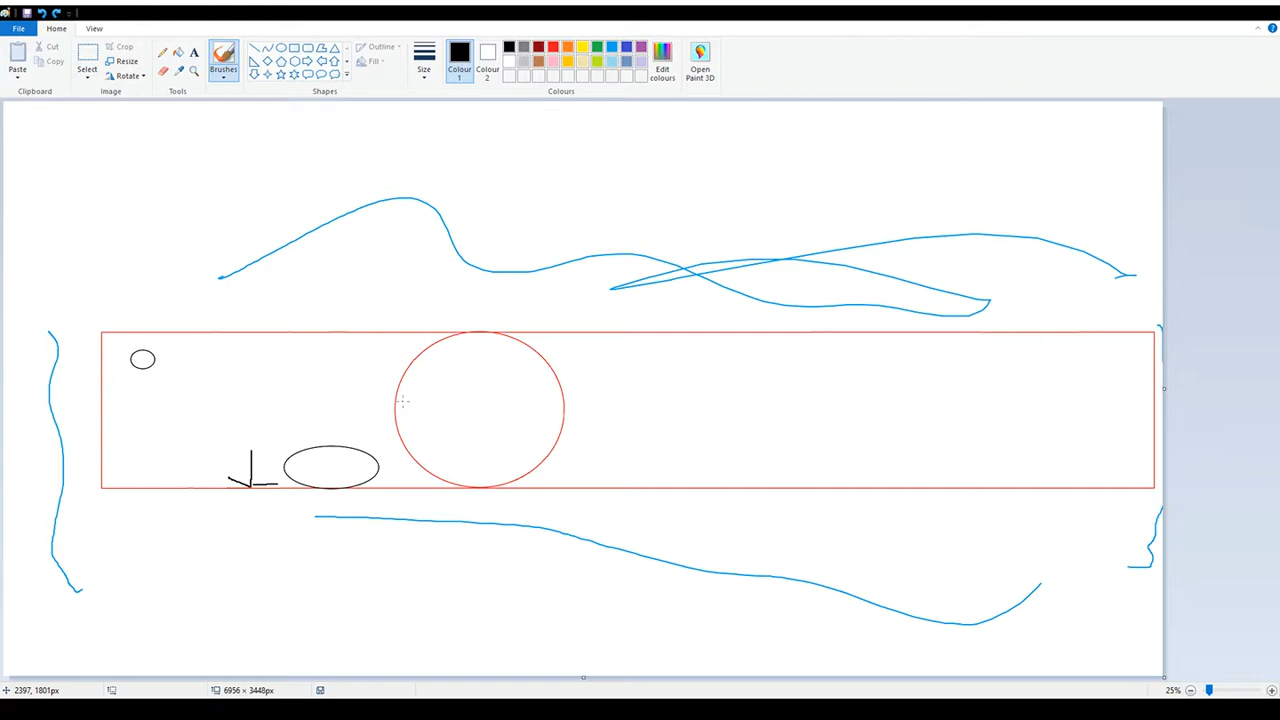 File Home View
Paste Cut Copy Select Crop Resize Rotate A Brushes Outline Fill Size Colour 1 Colour 2 Edit colours Open Paint 3D
Clipboard Image Tools Shapes Colours
2397, 1801px 6956 × 3448px 25%